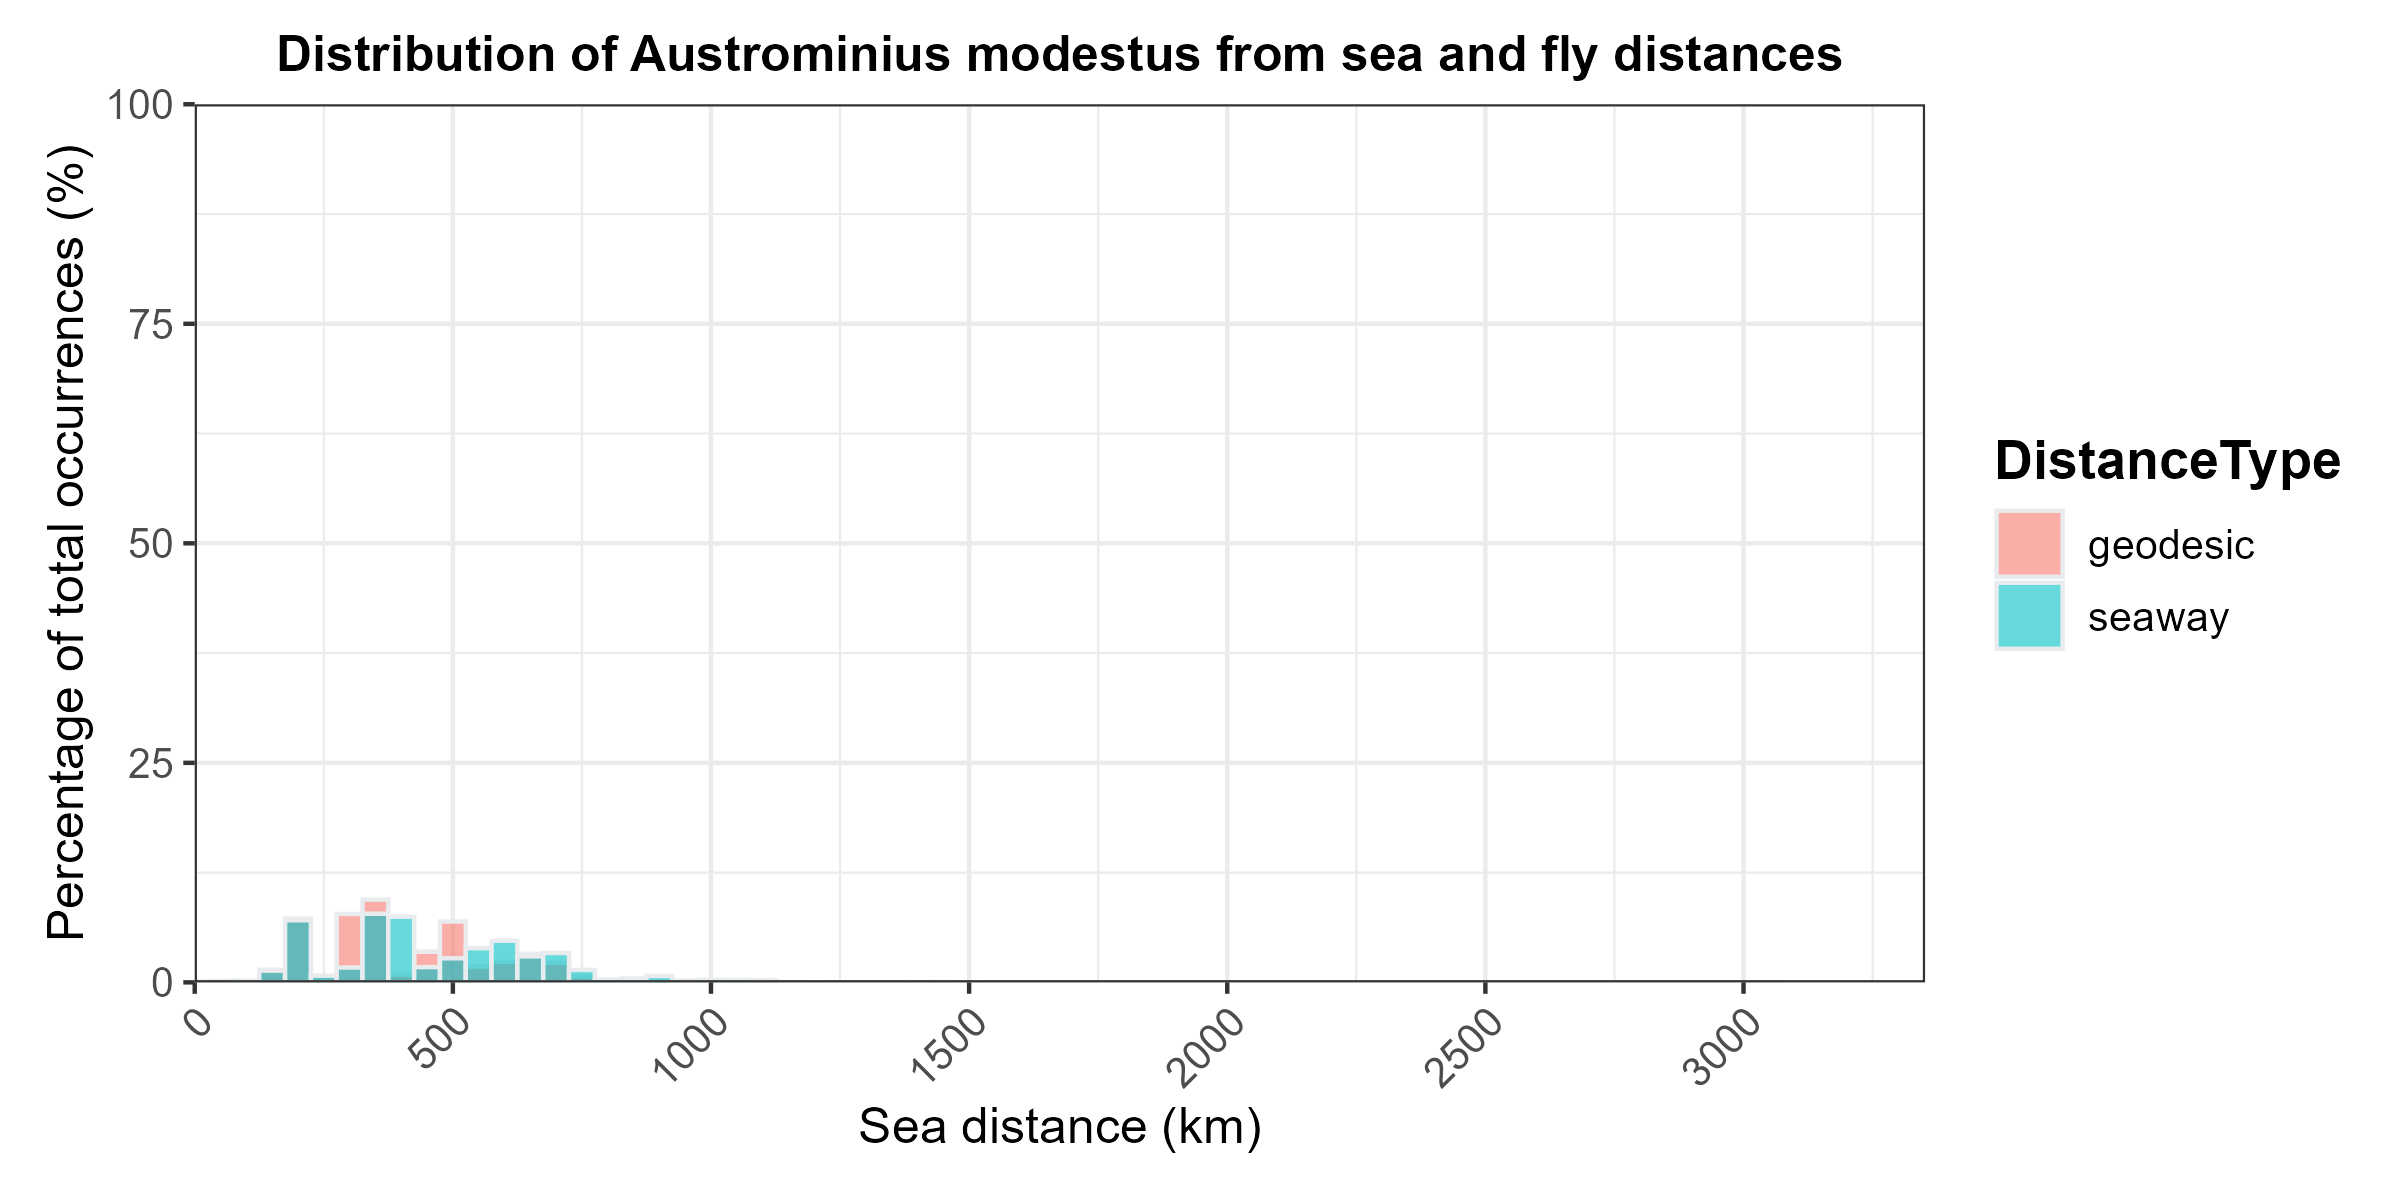 Distribution of Austrominius modestus from sea and fly distances
Percentage of total occurrences (%)
100
75
50
25
0
0
500
1000
1500
2000
2500
3000
Sea distance (km)
DistanceType
geodesic
seaway